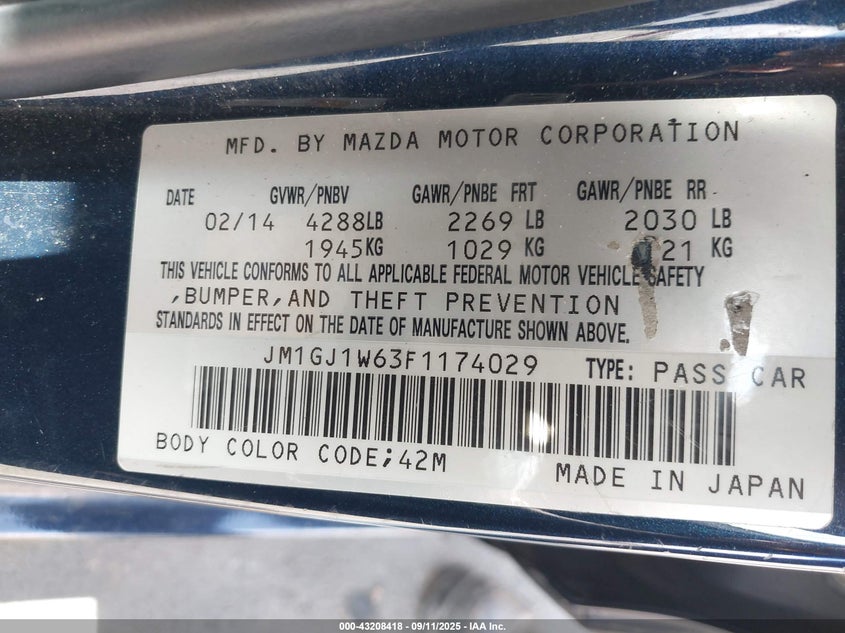 MFD. BY MAZDA MOTOR CORPORATION
DATE GVWR/PNBV GAWR/PNBE FRT GAWR/PNBE RR
02/14 4288LB 2269 LB 2030 LB
1945KG 1029 KG 21 KG
THIS VEHICLE CONFORMS TO ALL APPLICABLE FEDERAL MOTOR VEHICLE SAFETY
,BUMPER,AND THEFT PREVENTION
STANDARDS IN EFFECT ON THE DATE OF MANUFACTURE SHOWN ABOVE.
JM1GJ1W63F1174029 TYPE: PASS CAR
BODY COLOR CODE;42M
MADE IN JAPAN
000-43208418 - 09/11/2025 - IAA Inc.